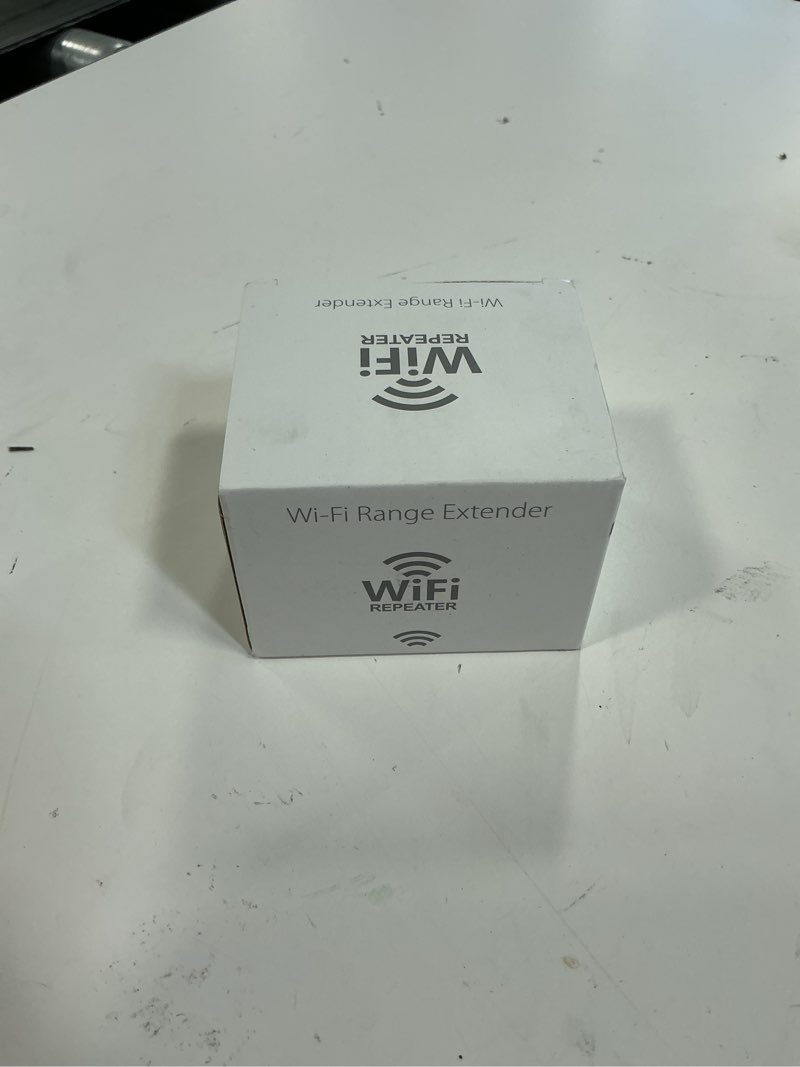 Wi-Fi Range Extender
WiFi
REPEATER
Wi-Fi Range Extender
WiFi
REPEATER